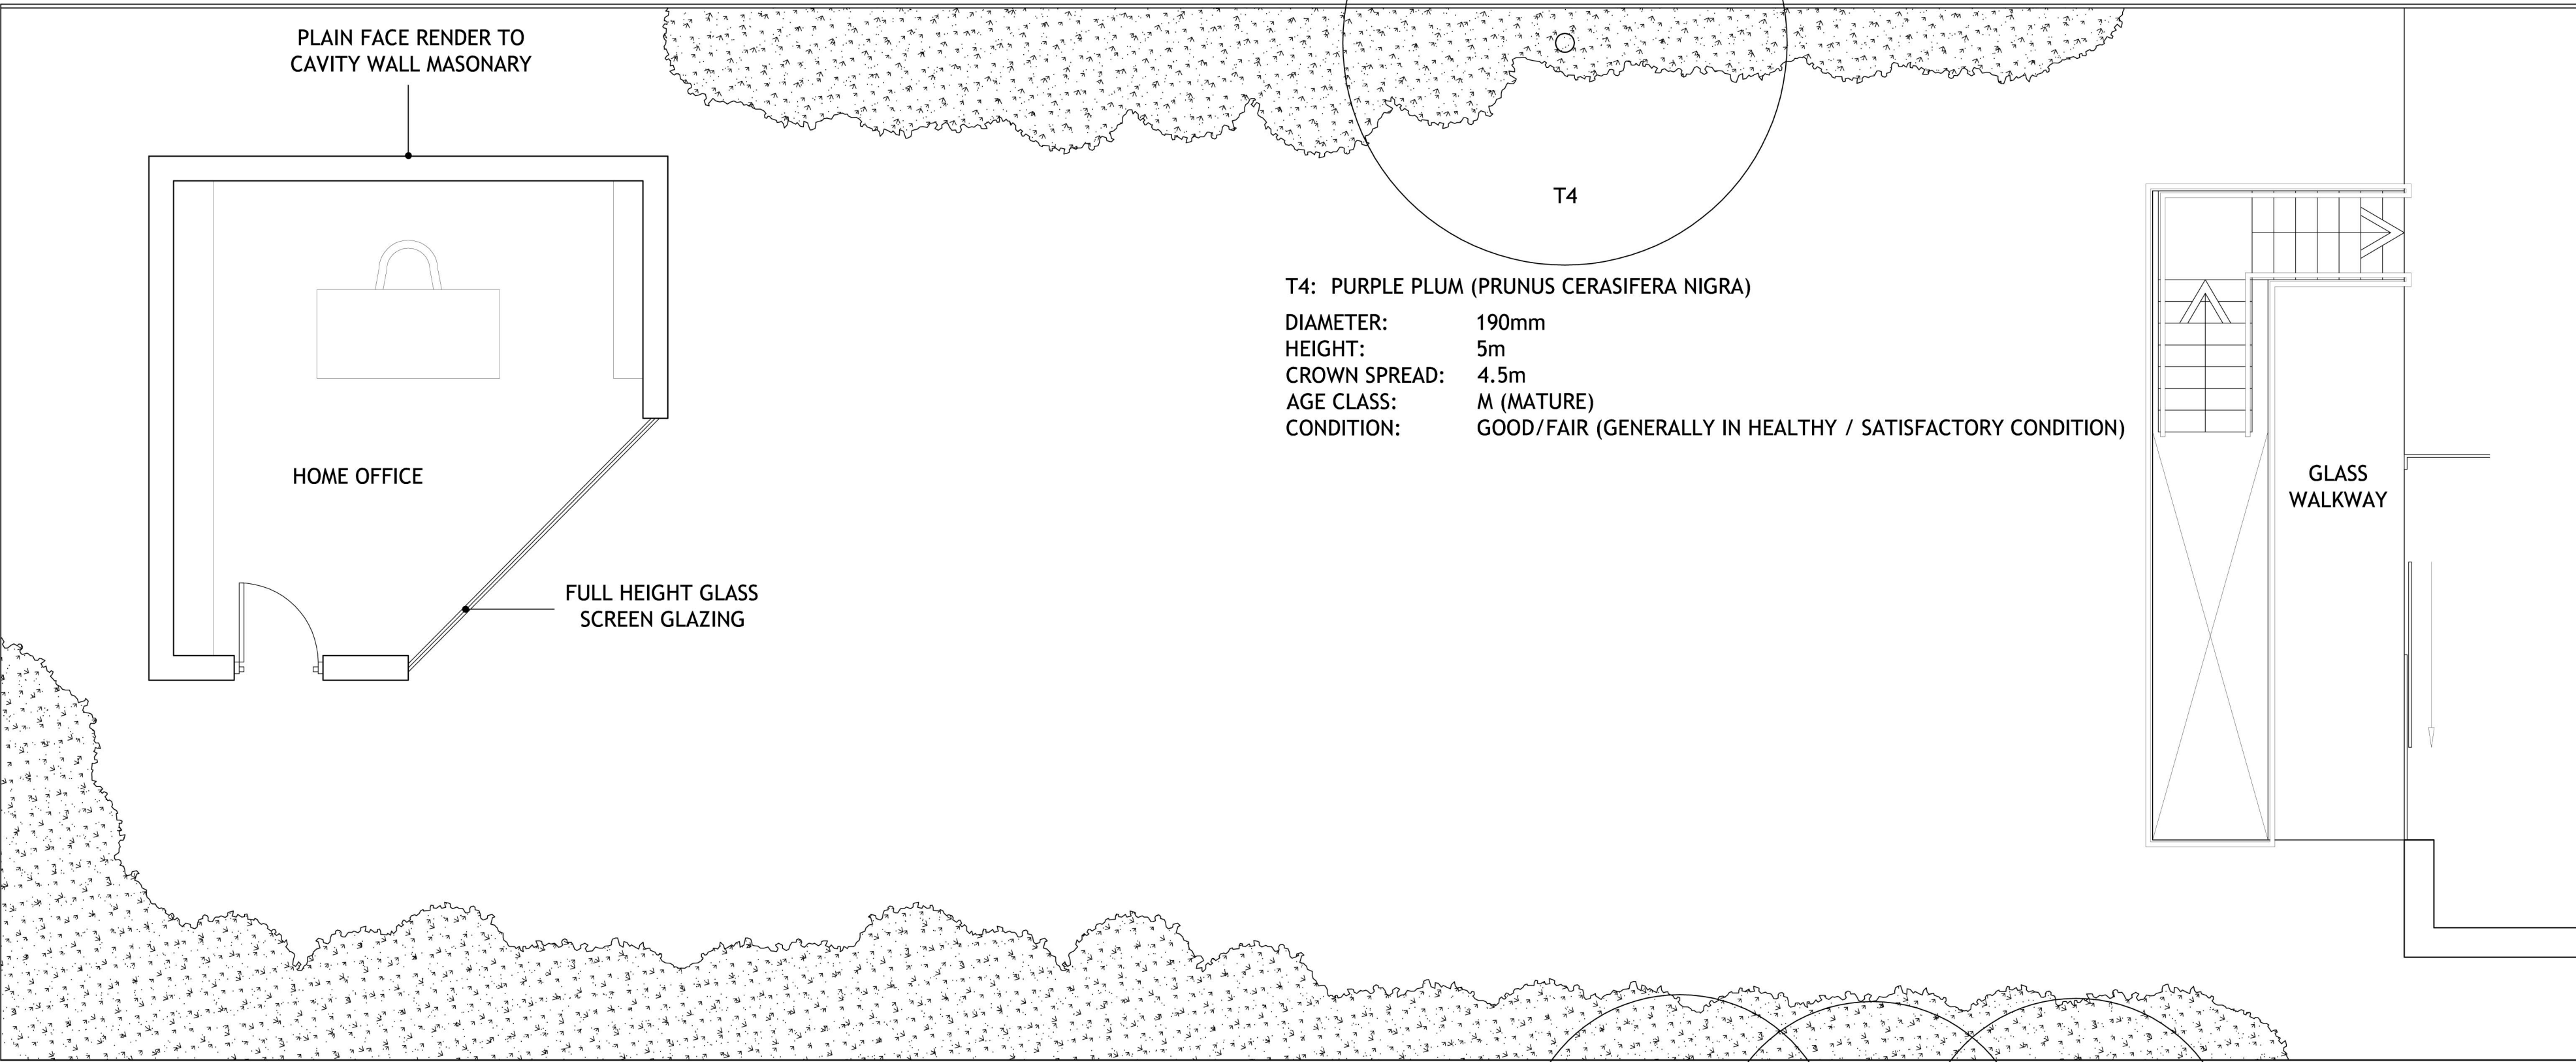 PLAIN FACE RENDER TO
CAVITY WALL MASONARY
T4
T4: PURPLE PLUM (PRUNUS CERASIFERA NIGRA)
DIAMETER: 190mm
HEIGHT: 5m
CROWN SPREAD: 4.5m
AGE CLASS: M (MATURE)
CONDITION: GOOD/FAIR (GENERALLY IN HEALTHY / SATISFACTORY CONDITION)
HOME OFFICE
GLASS
WALKWAY
FULL HEIGHT GLASS
SCREEN GLAZING